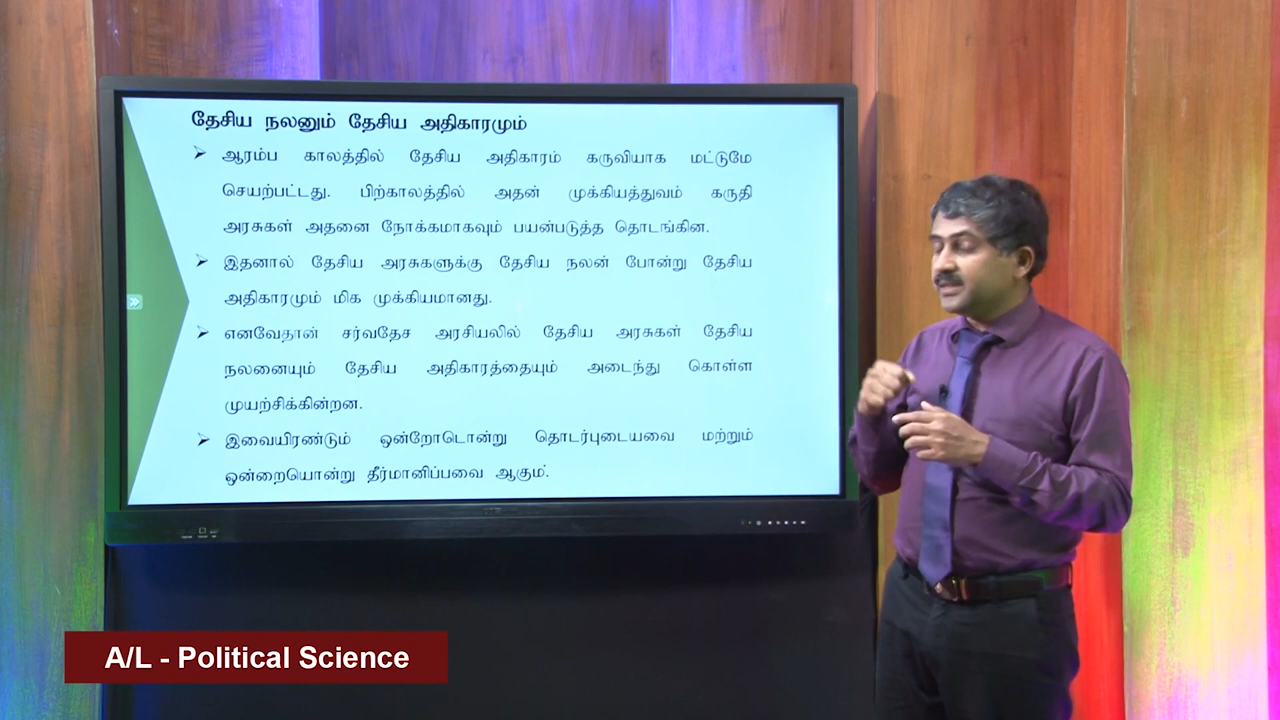 தேசிய நலனும் தேசிய அதிகாரமும்
➢ ஆரம்ப காலத்தில் தேசிய அதிகாரம் கருவியாக மட்டுமே
செயற்பட்டது. பிற்காலத்தில் அதன் முக்கியத்துவம் கருதி
அரசுகள் அதனை நோக்கமாகவும் பயன்படுத்த தொடங்கின.
➢ இதனால் தேசிய அரசுகளுக்கு தேசிய நலன் போன்று தேசிய
அதிகாரமும் மிக முக்கியமானது.
➢ எனவேதான் சர்வதேச அரசியலில் தேசிய அரசுகள் தேசிய
நலனையும் தேசிய அதிகாரத்தையும் அடைந்து கொள்ள
முயற்சிக்கின்றன.
➢ இவையிரண்டும் ஒன்றோடொன்று தொடர்புடையவை மற்றும்
ஒன்றையொன்று தீர்மானிப்பவை ஆகும்.
A/L - Political Science